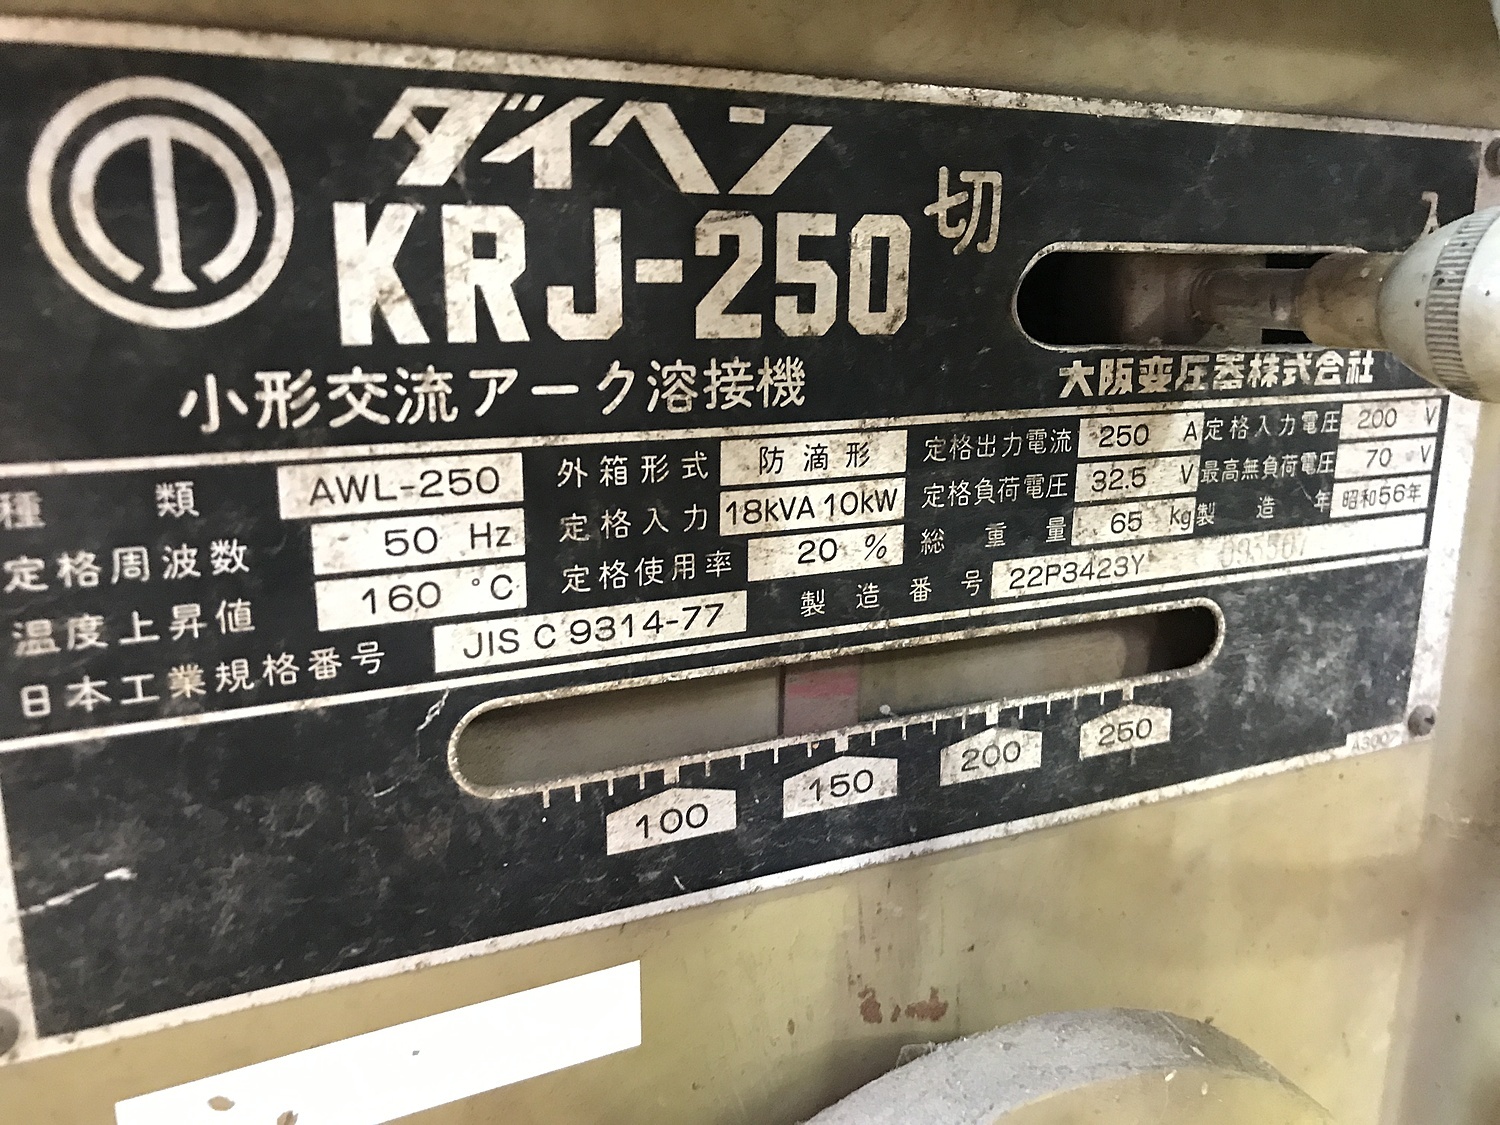 ダイヘン
KRJ-250
切
入
小形交流アーク溶接機
大阪変圧器株式会社
種類 AWL-250
外箱形式 防滴形
定格出力電流 250 A
定格入力電圧 200 V
定格周波数 50 Hz
定格入力 18kVA 10kW
定格負荷電圧 32.5 V
最高無負荷電圧 70 V
温度上昇値 160 °C
定格使用率 20 %
総重量 65 kg
製造年 昭和56年
日本工業規格番号 JIS C 9314-77
製造番号 22P3423Y
100 150 200 250